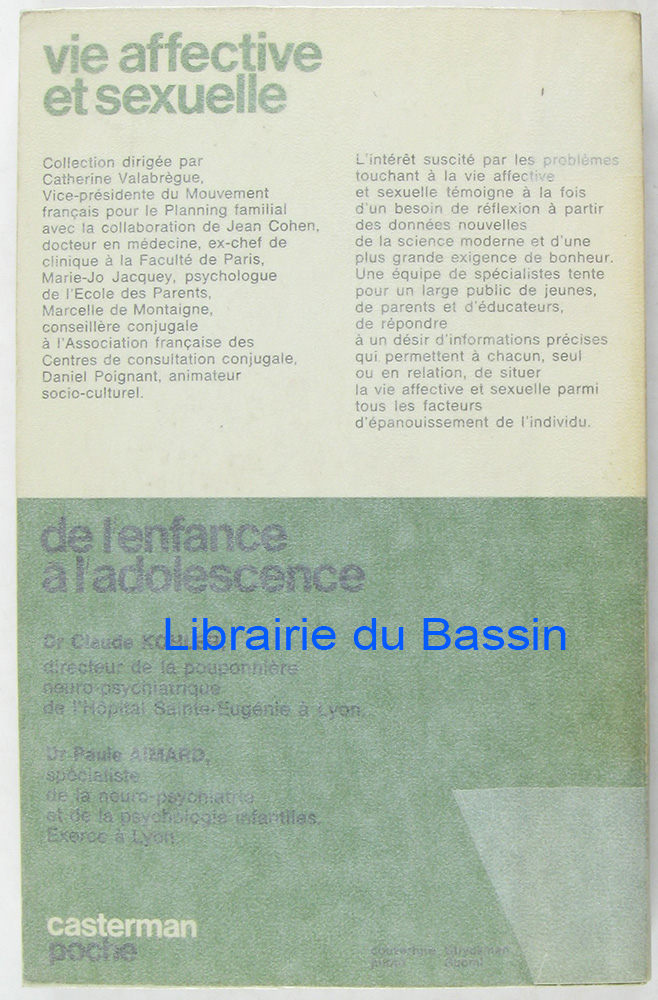 vie affective
et sexuelle
Collection dirigée par
Catherine Valabrègue,
Vice-présidente du Mouvement
français pour le Planning familial
avec la collaboration de Jean Cohen,
docteur en médecine, ex-chef de
clinique à la Faculté de Paris,
Marie-Jo Jacquey, psychologue
de l'Ecole des Parents,
Marcelle de Montaigne,
conseillère conjugale
à l'Association française des
Centres de consultation conjugale,
Daniel Poignant, animateur
socio-culturel.
L'intérêt suscité par les problèmes
touchant à la vie affective
et sexuelle témoigne à la fois
d'un besoin de réflexion à partir
des données nouvelles
de la science moderne et d'une
plus grande exigence de bonheur.
Une équipe de spécialistes tente
pour un large public de jeunes,
de parents et d'éducateurs,
de répondre
à un désir d'informations précises
qui permettent à chacun, seul
ou en relation, de situer
la vie affective et sexuelle parmi
tous les facteurs
d'épanouissement de l'individu.
de l'enfance
à l'adolescence
Librairie du Bassin
Dr Claude KOHLER
directeur de la pouponnière
neuro-psychiatrique
de l'Hôpital Sainte-Eugénie à Lyon.
Dr Paule AIMARD,
spécialiste
de la neuro-psychiatrie
et de la psychologie infantiles.
Exerce à Lyon.
casterman
poche
couverture